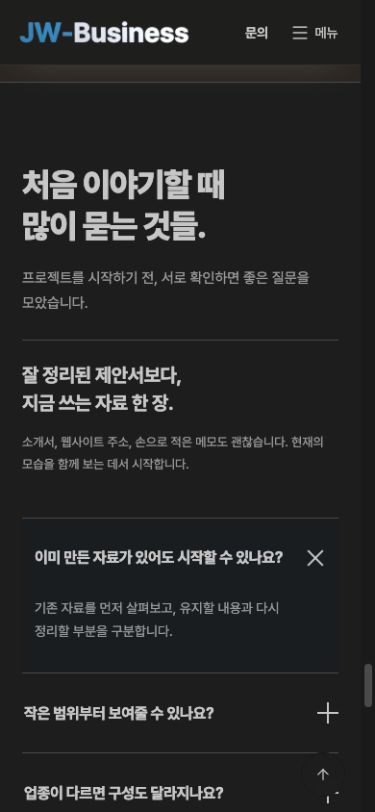 JW-Business
문의
메뉴
처음 이야기할 때
많이 묻는 것들.
프로젝트를 시작하기 전, 서로 확인하면 좋은 질문을
모았습니다.
잘 정리된 제안서보다,
지금 쓰는 자료 한 장.
소개서, 웹사이트 주소, 손으로 적은 메모도 괜찮습니다. 현재의
모습을 함께 보는 데서 시작합니다.
이미 만든 자료가 있어도 시작할 수 있나요?
기존 자료를 먼저 살펴보고, 유지할 내용과 다시
정리할 부분을 구분합니다.
작은 범위부터 보여줄 수 있나요?
업종이 다르면 구성도 달라지나요?